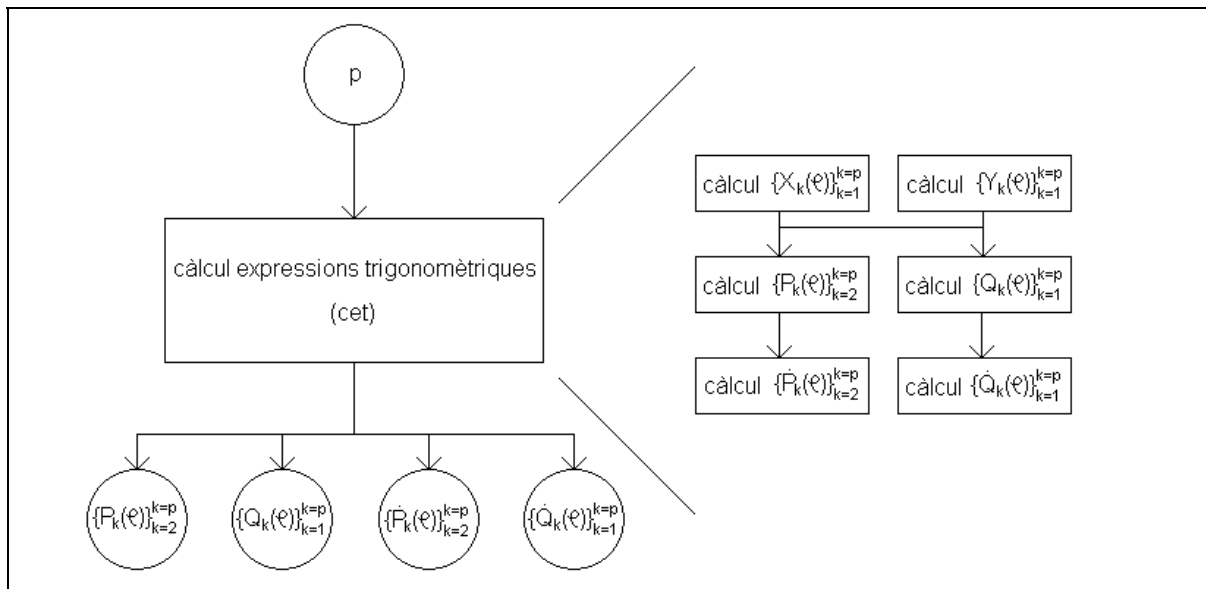 p
càlcul expressions trigonomètriques
(cet)
{P_k(φ)}_{k=2}^{k=p}
{Q_k(φ)}_{k=1}^{k=p}
{Ṗ_k(φ)}_{k=2}^{k=p}
{Q̇_k(φ)}_{k=1}^{k=p}
càlcul {X_k(φ)}_{k=1}^{k=p}
càlcul {Y_k(φ)}_{k=1}^{k=p}
càlcul {P_k(φ)}_{k=2}^{k=p}
càlcul {Q_k(φ)}_{k=1}^{k=p}
càlcul {Ṗ_k(φ)}_{k=2}^{k=p}
càlcul {Q̇_k(φ)}_{k=1}^{k=p}